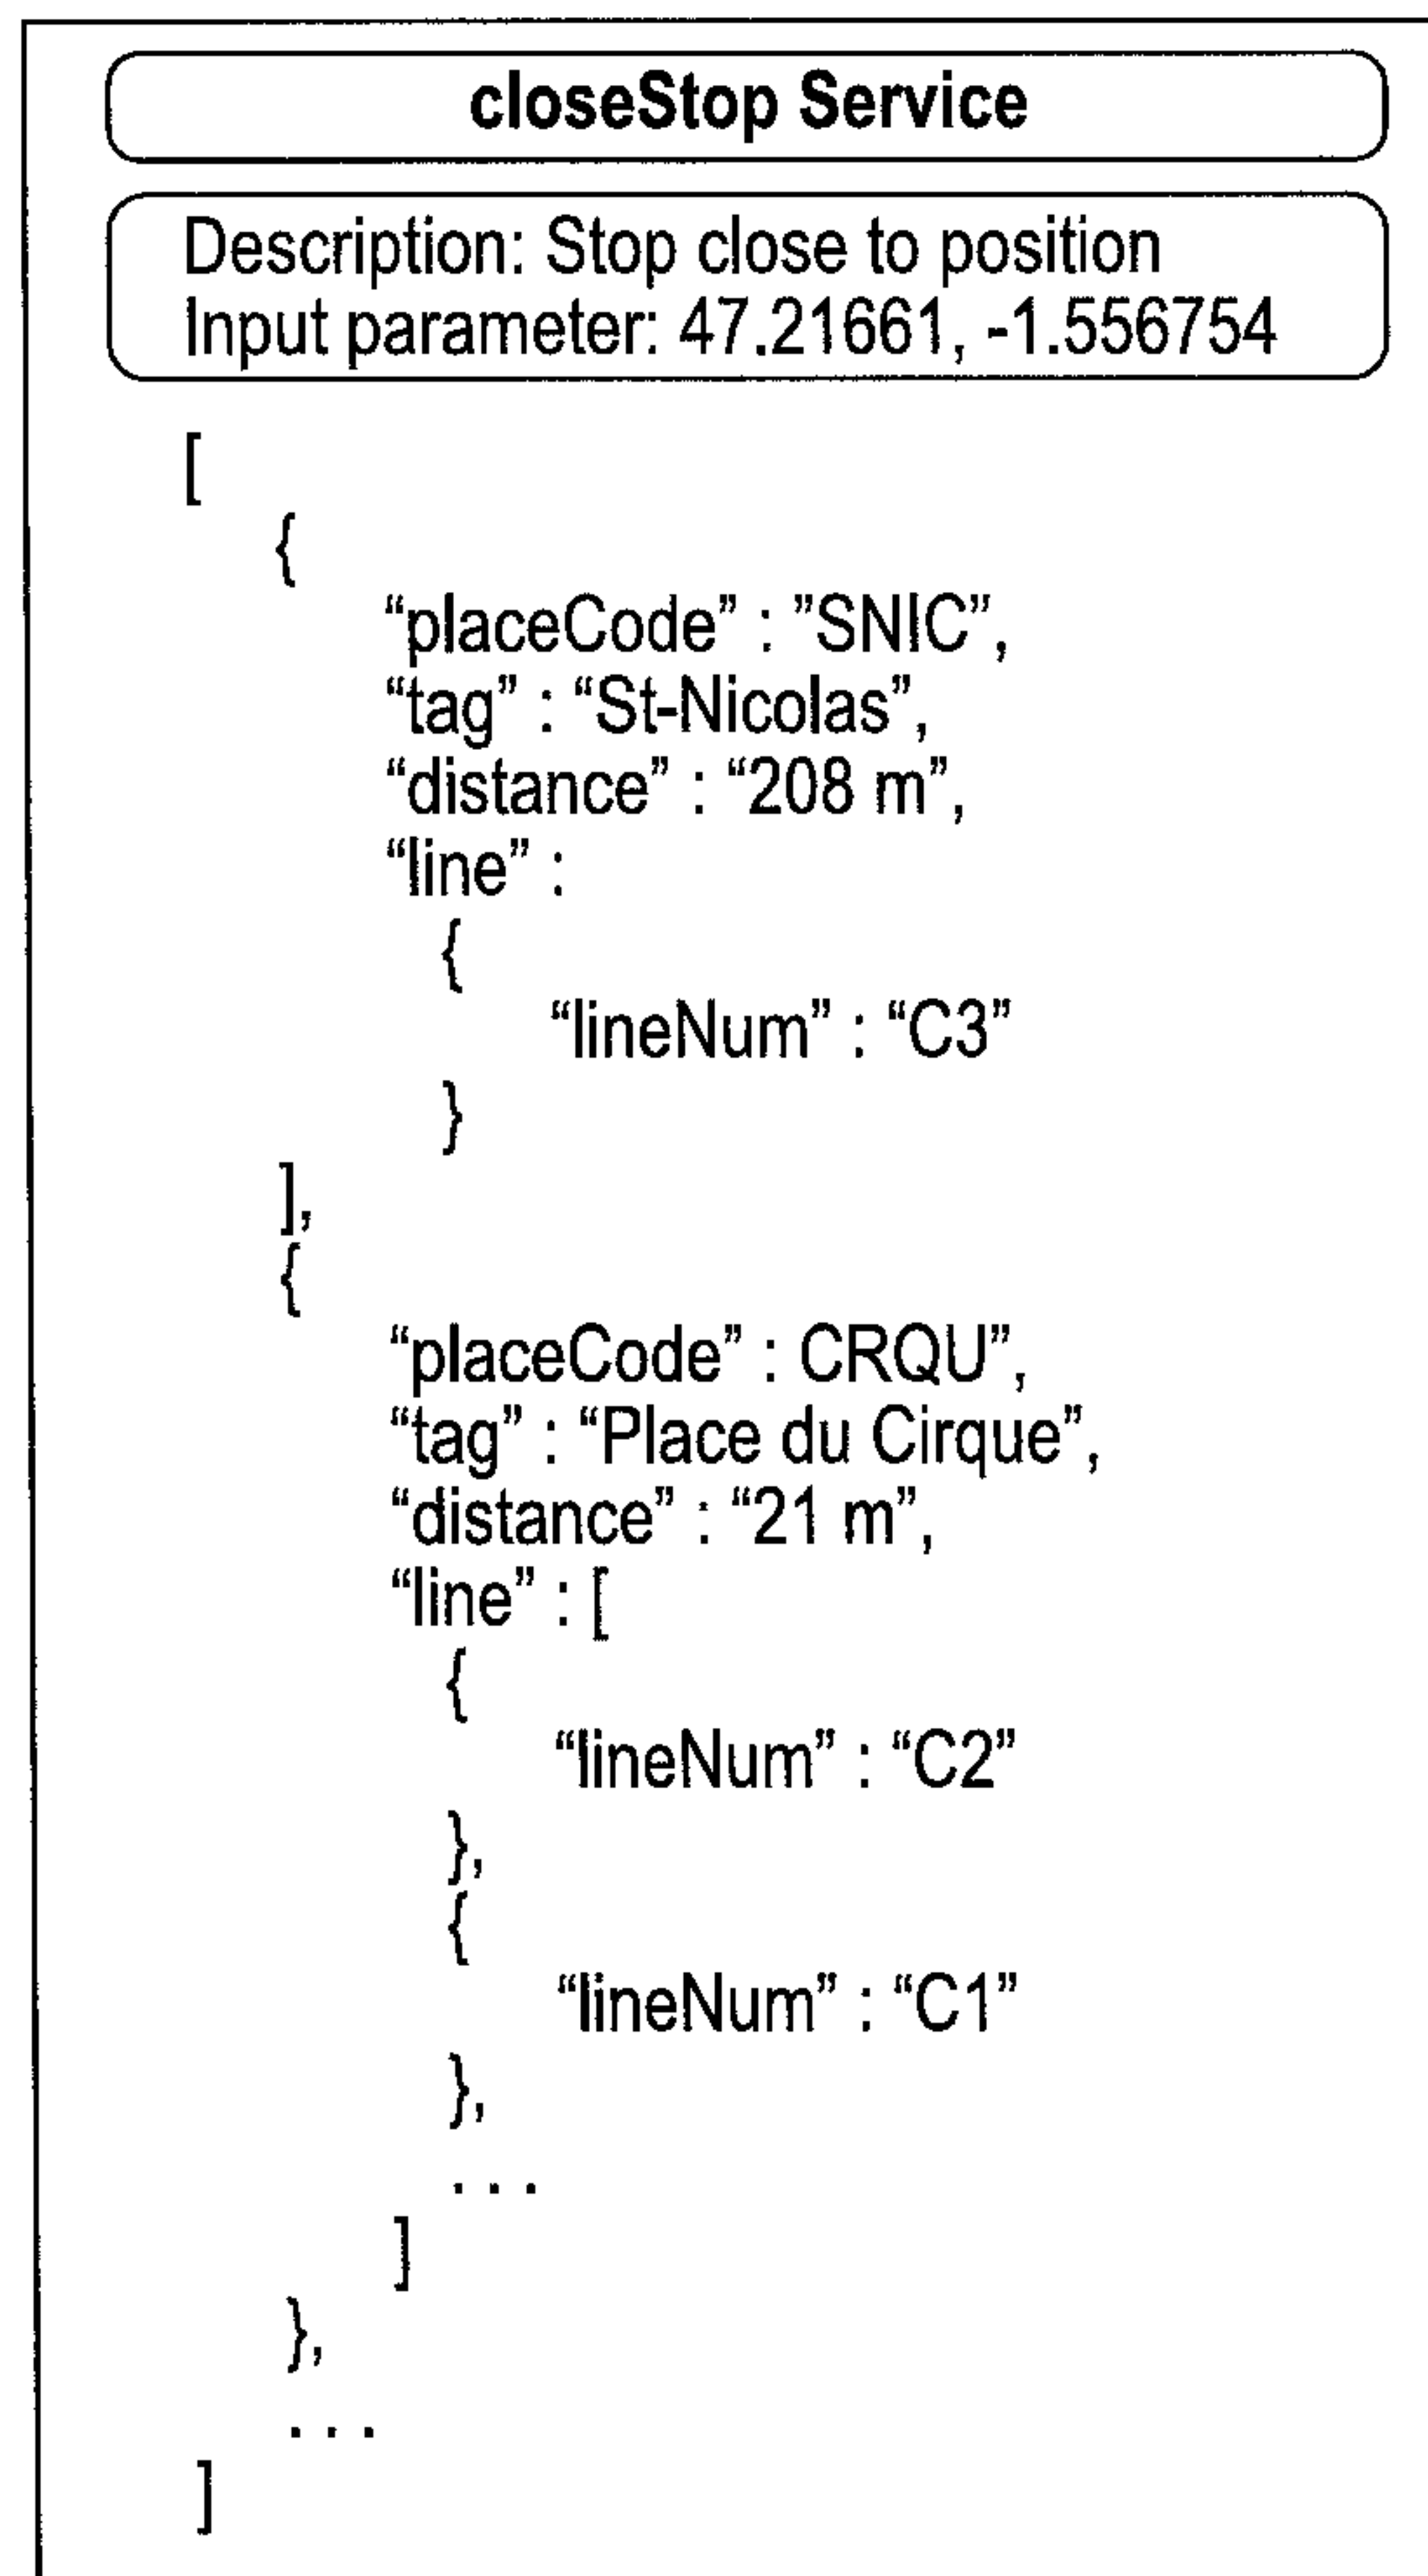 closeStop Service
Description: Stop close to position
Input parameter: 47.21661, -1.556754
[
{
“placeCode” : ”SNIC”,
“tag” : “St-Nicolas”,
“distance” : “208 m”,
“line” :
{
“lineNum” : “C3”
}
],
{
“placeCode” : CRQU”,
“tag” : “Place du Cirque”,
“distance” : “21 m”,
“line” : [
{
“lineNum” : “C2”
},
{
“lineNum” : “C1”
},
...
]
},
...
]